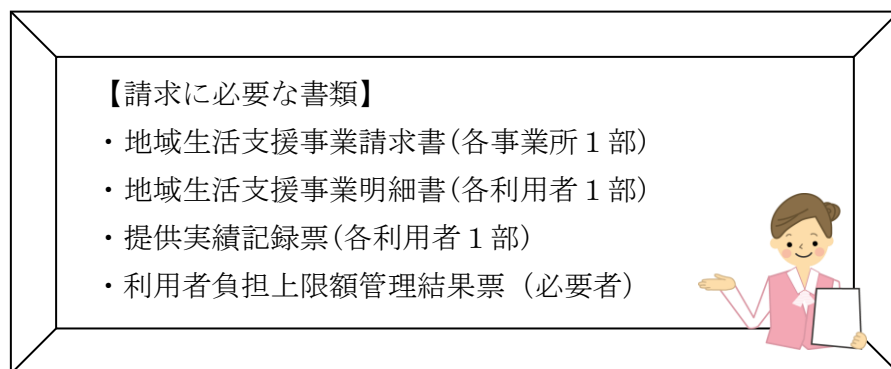 【請求に必要な書類】
・地域生活支援事業請求書(各事業所１部)
・地域生活支援事業明細書(各利用者１部)
・提供実績記録票(各利用者１部)
・利用者負担上限額管理結果票（必要者）